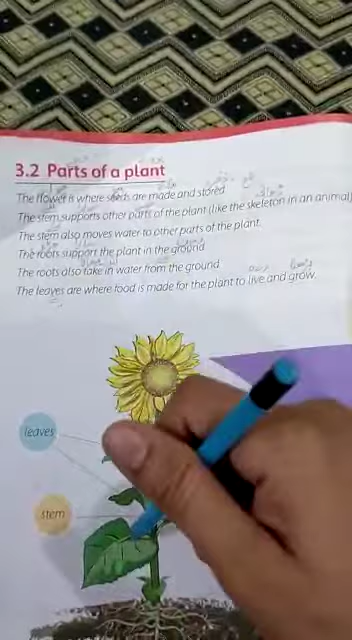 3.2 Parts of a plant
The flower is where seeds are made and stored
The stem supports other parts of the plant (like the skeleton in an animal)
The stem also moves water to other parts of the plant.
The roots support the plant in the ground
The roots also take in water from the ground
The leaves are where food is made for the plant to live and grow.
leaves
stem